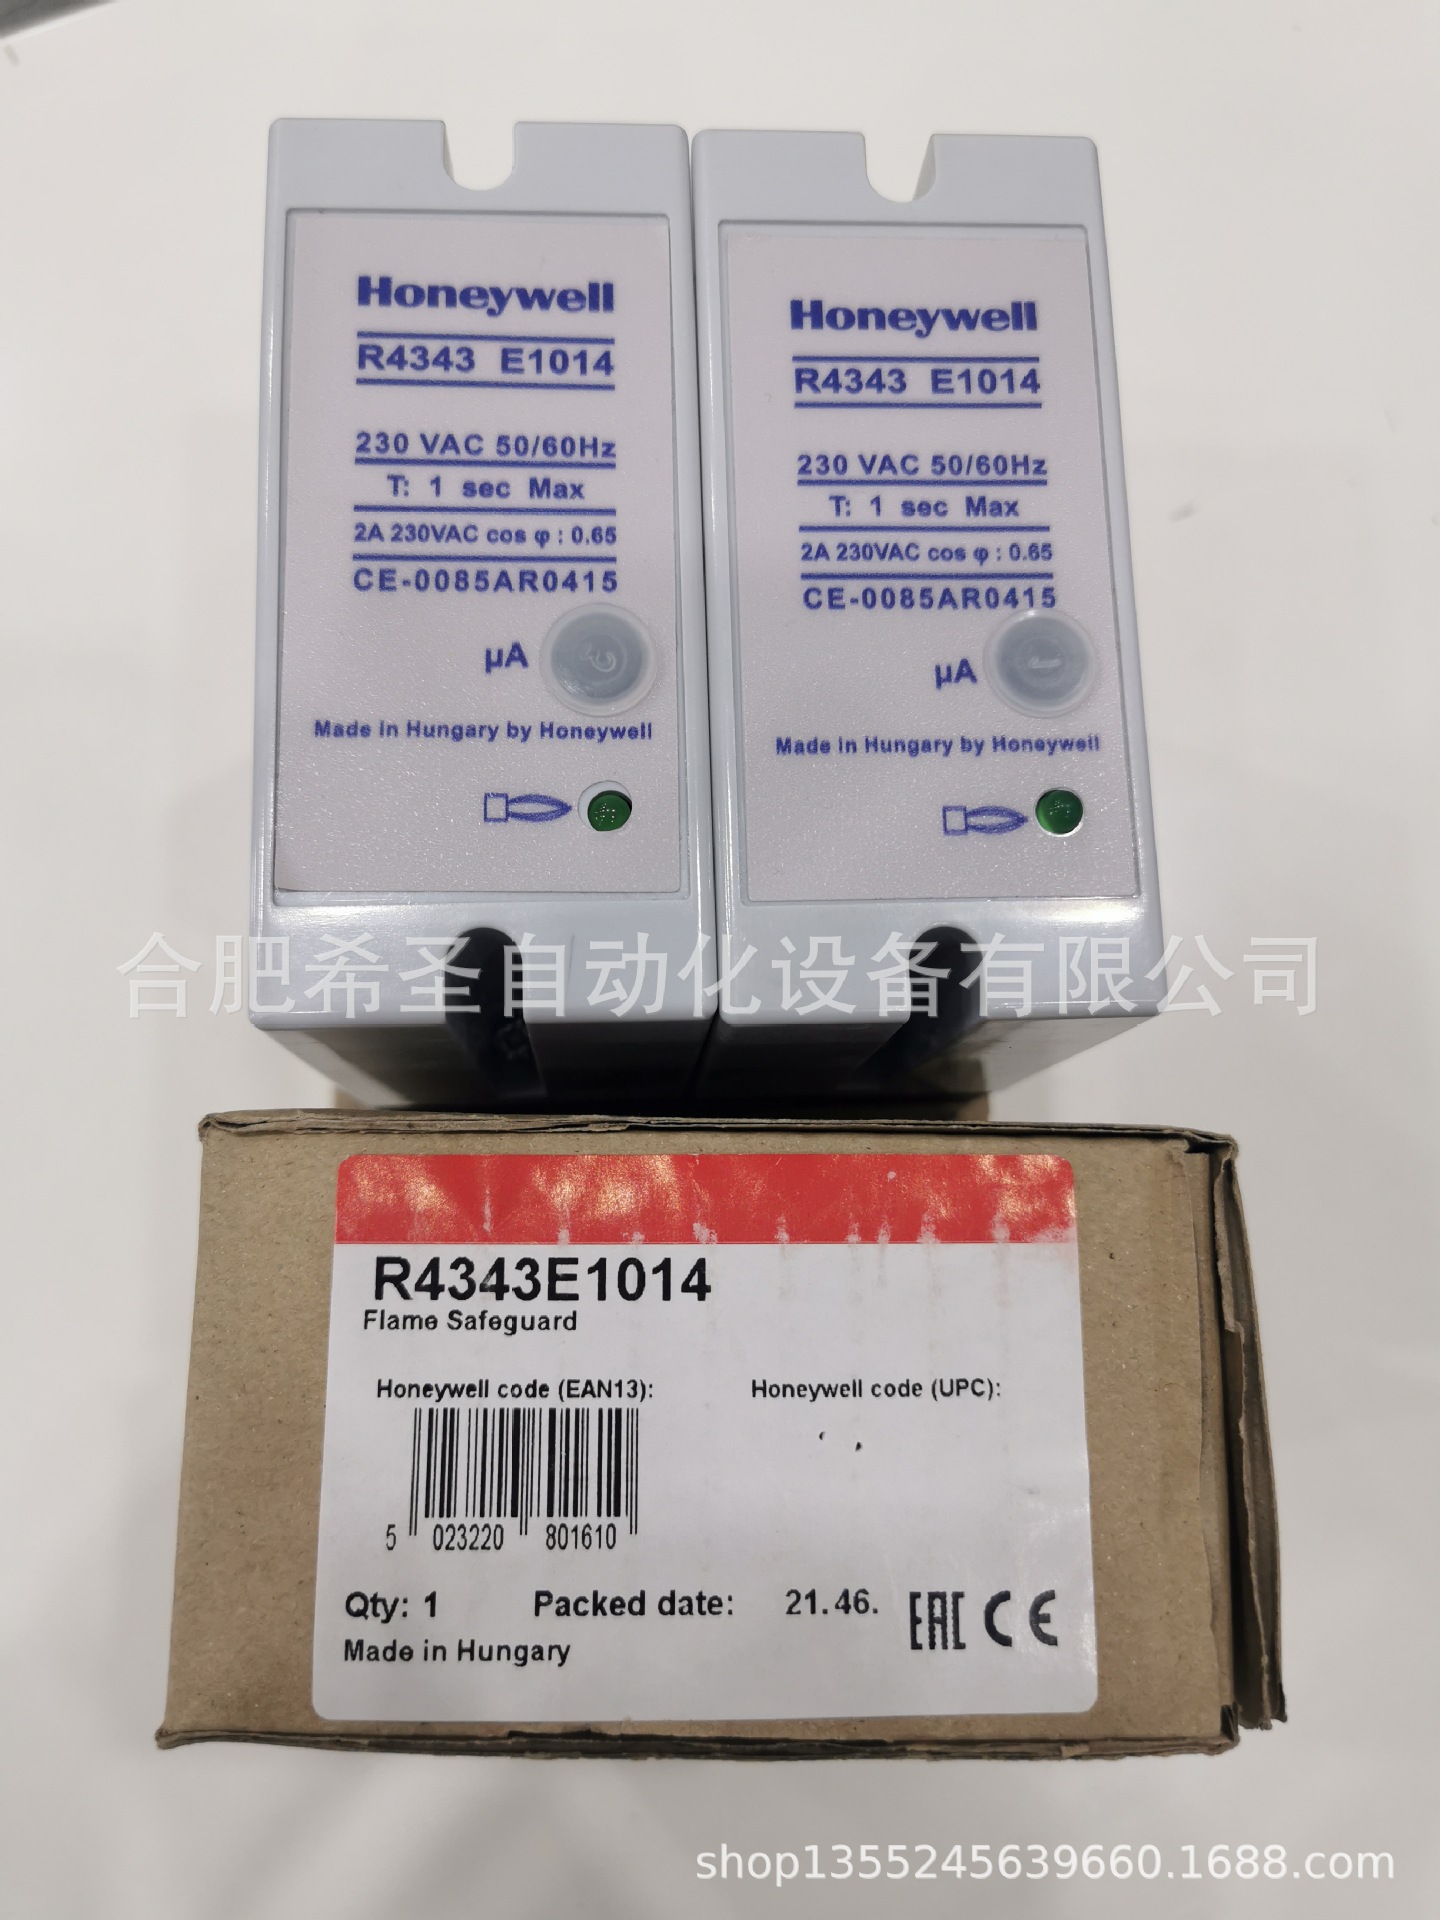 Honeywell
R4343 E1014
230 VAC 50/60Hz
T: 1 sec Max
2A 230VAC cos φ : 0.65
CE-0085AR0415
µA
Made in Hungary by Honeywell
Honeywell
R4343 E1014
230 VAC 50/60Hz
T: 1 sec Max
2A 230VAC cos φ : 0.65
CE-0085AR0415
µA
Made in Hungary by Honeywell
合肥希圣自动化设备有限公司
R4343E1014
Flame Safeguard
Honeywell code (EAN13): Honeywell code (UPC):
5 023220 801610
Qty: 1 Packed date: 21.46. EAC CE
Made in Hungary
shop1355245639660.1688.com